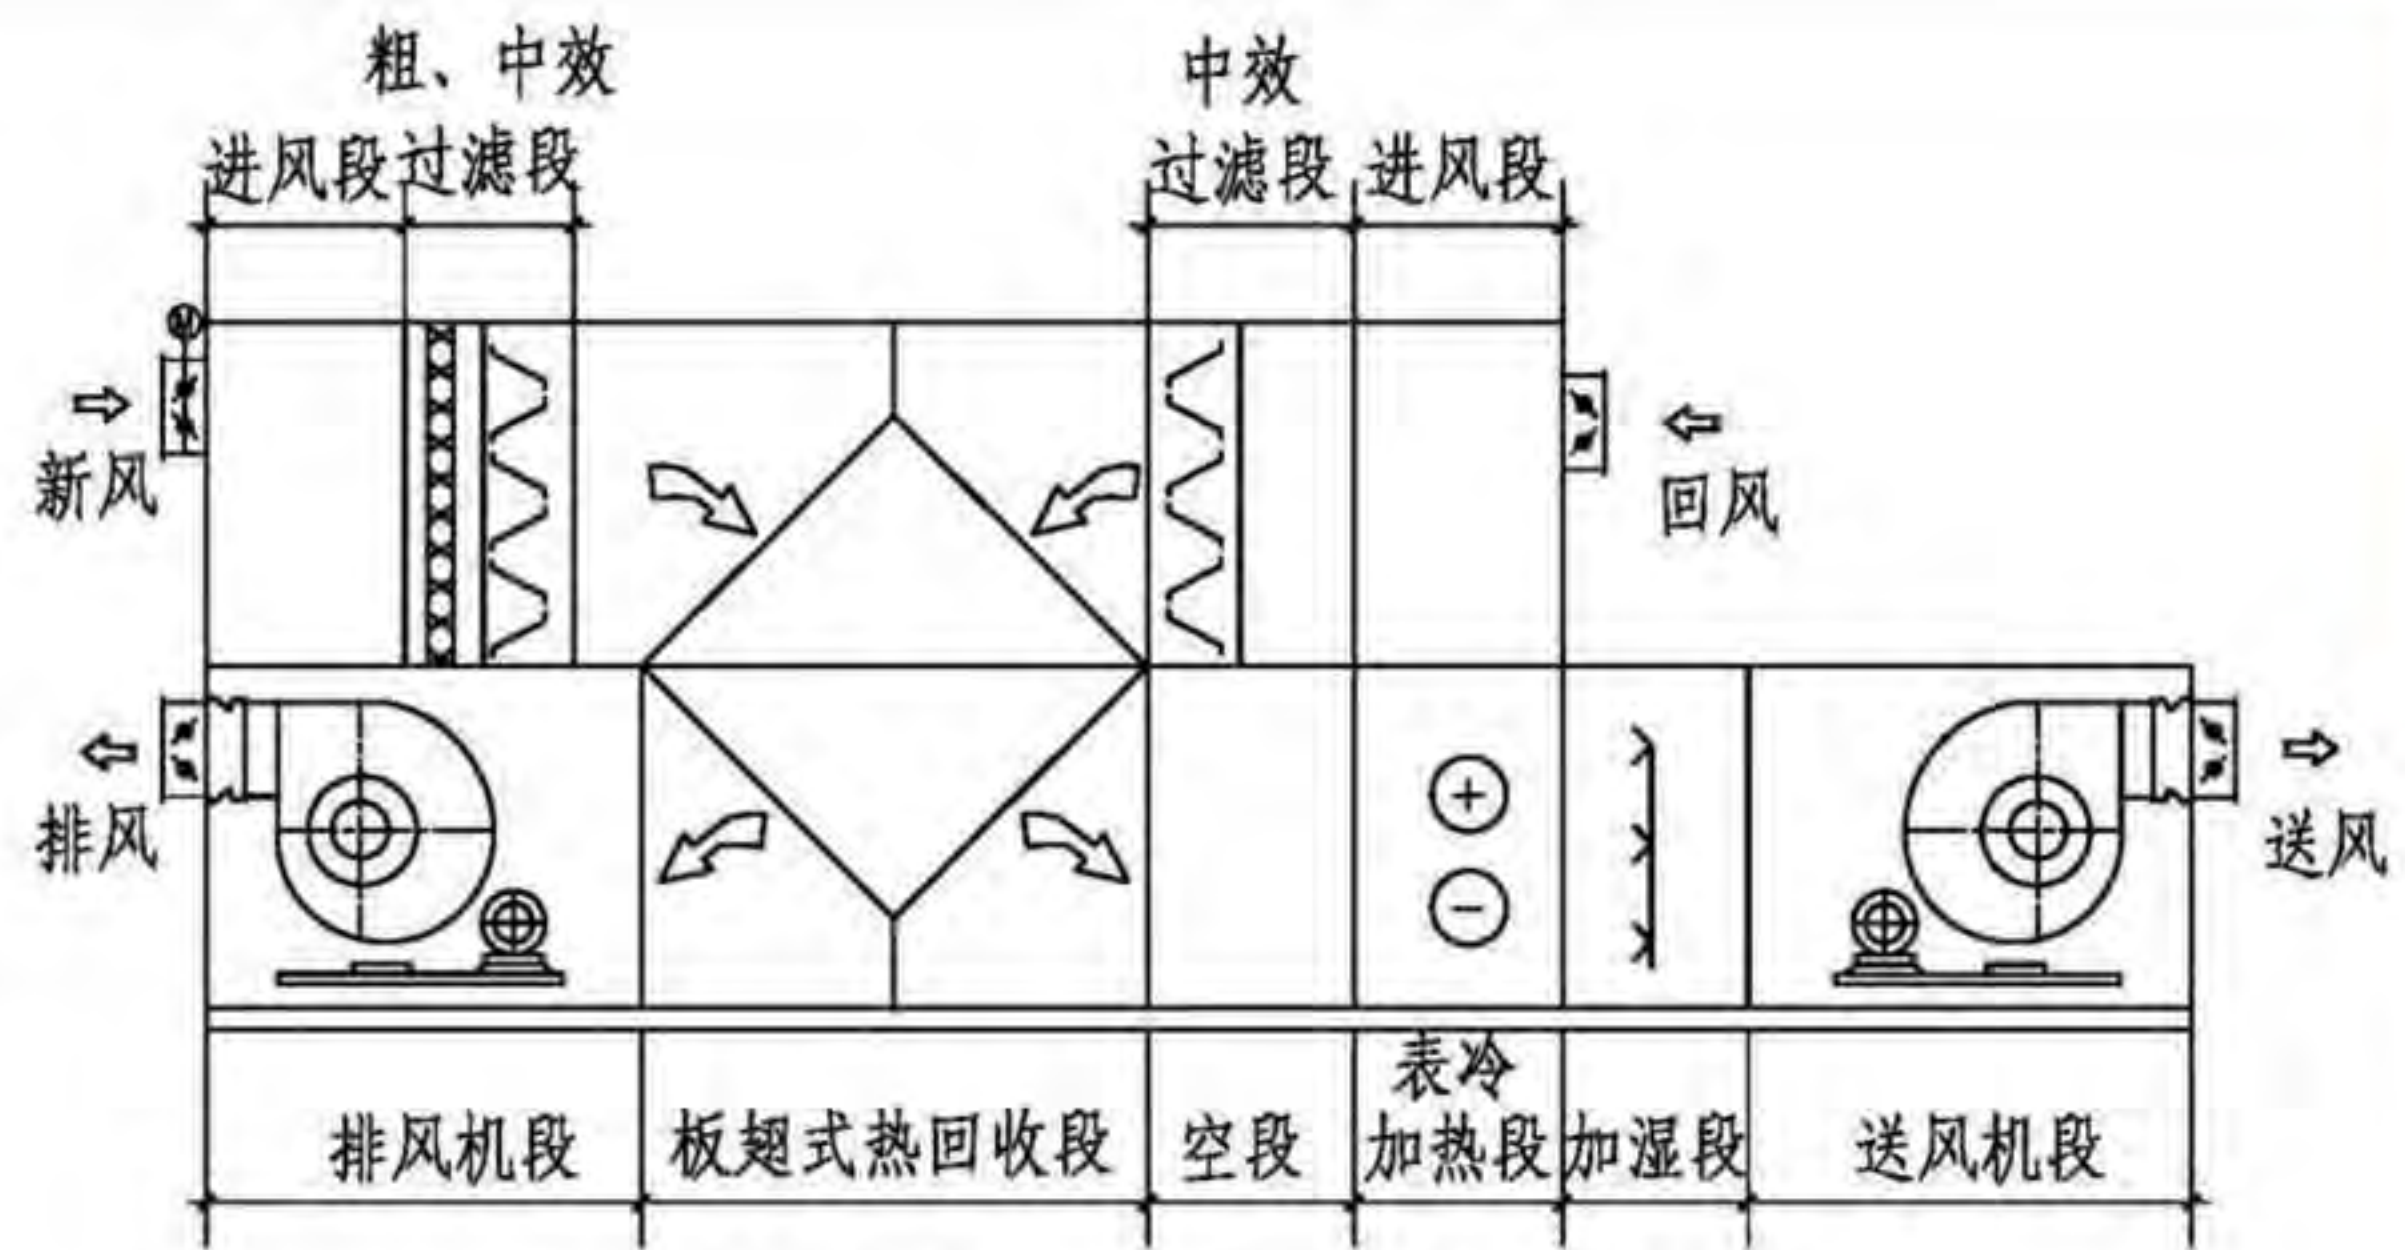 粗、中效
中效
进风段
过滤段
过滤段
进风段
新风
回风
排风
送风
表冷
排风机段
板翅式热回收段
空段
加热段
加湿段
送风机段